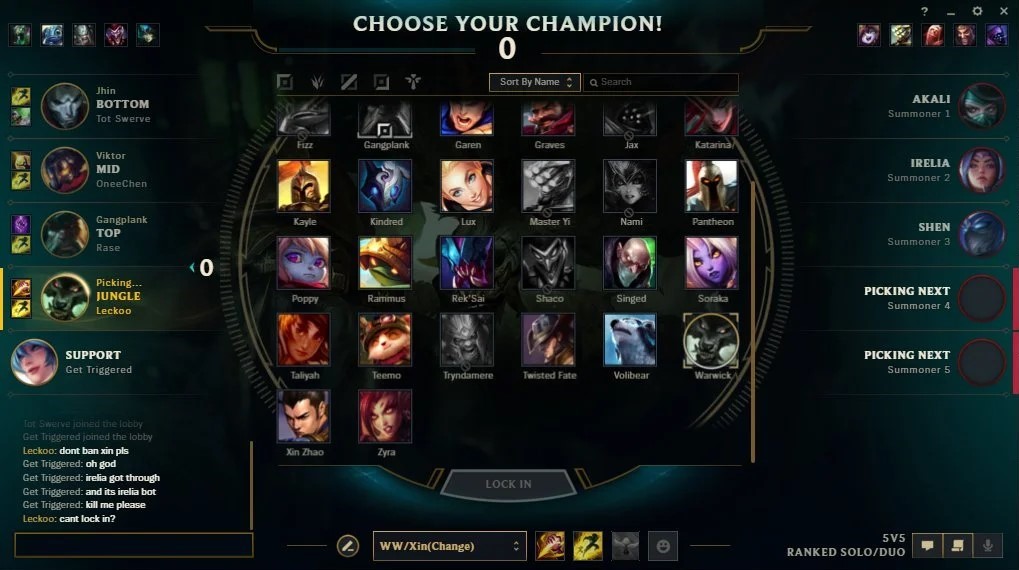 ?
CHOOSE YOUR CHAMPION!
0
Sort By Name
Search
Jhin
BOTTOM
Tot Swerve
Viktor
MID
OneeChen
Gangplank
TOP
Rase
Picking...
JUNGLE
Leckoo
0
SUPPORT
Get Triggered
Fizz
Gangplank
Garen
Graves
Jax
Katarina
Kayle
Kindred
Lux
Master Yi
Nami
Pantheon
Poppy
Rammus
Rek'Sai
Shaco
Singed
Soraka
Taliyah
Teemo
Tryndamere
Twisted Fate
Volibear
Warwick
Xin Zhao
Zyra
AKALI
Summoner 1
IRELIA
Summoner 2
SHEN
Summoner 3
PICKING NEXT
Summoner 4
PICKING NEXT
Summoner 5
Tot Swerve joined the lobby
Get Triggered joined the lobby
Leckoo: dont ban xin pls
Get Triggered: oh god
Get Triggered: irelia got through
Get Triggered: and its irelia bot
Get Triggered: kill me please
Leckoo: cant lock in?
LOCK IN
WW/Xin(Change)
5V5
RANKED SOLO/DUO